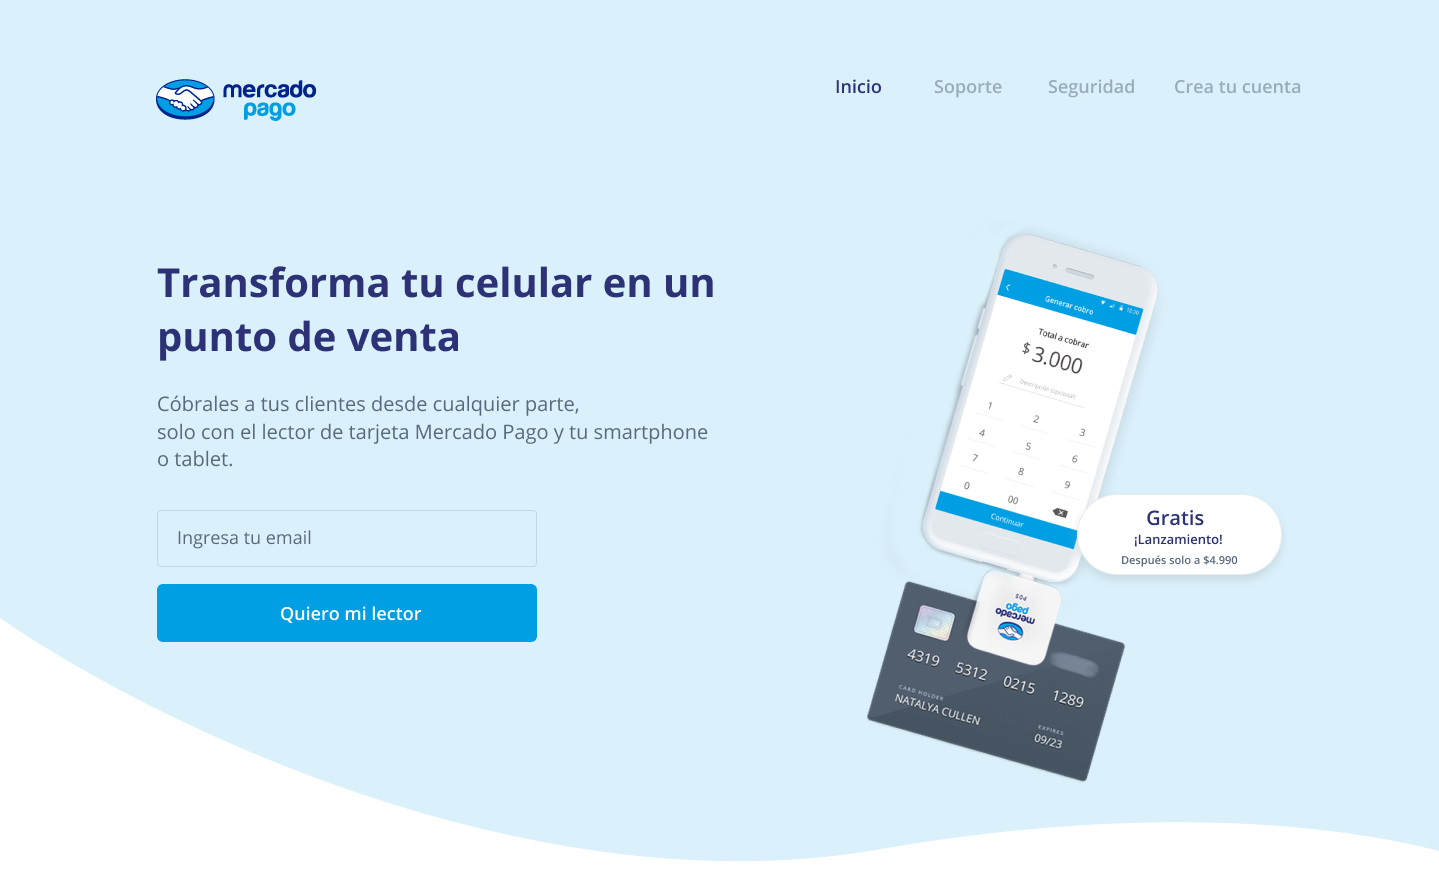 mercado
pago
Inicio
Soporte
Seguridad
Crea tu cuenta
Transforma tu celular en un
punto de venta
Cóbrales a tus clientes desde cualquier parte,
solo con el lector de tarjeta Mercado Pago y tu smartphone
o tablet.
Ingresa tu email
Quiero mi lector
10:30
Generar cobro
Total a cobrar
$ 3.000
Descripción (opcional)
1 2 3
4 5 6
7 8 9
0 00
Continuar
Gratis
¡Lanzamiento!
Después solo a $4.990
POS
mercado
pago
4319 5312 0215 1289
CARD HOLDER
NATALYA CULLEN
EXPIRES
09/23